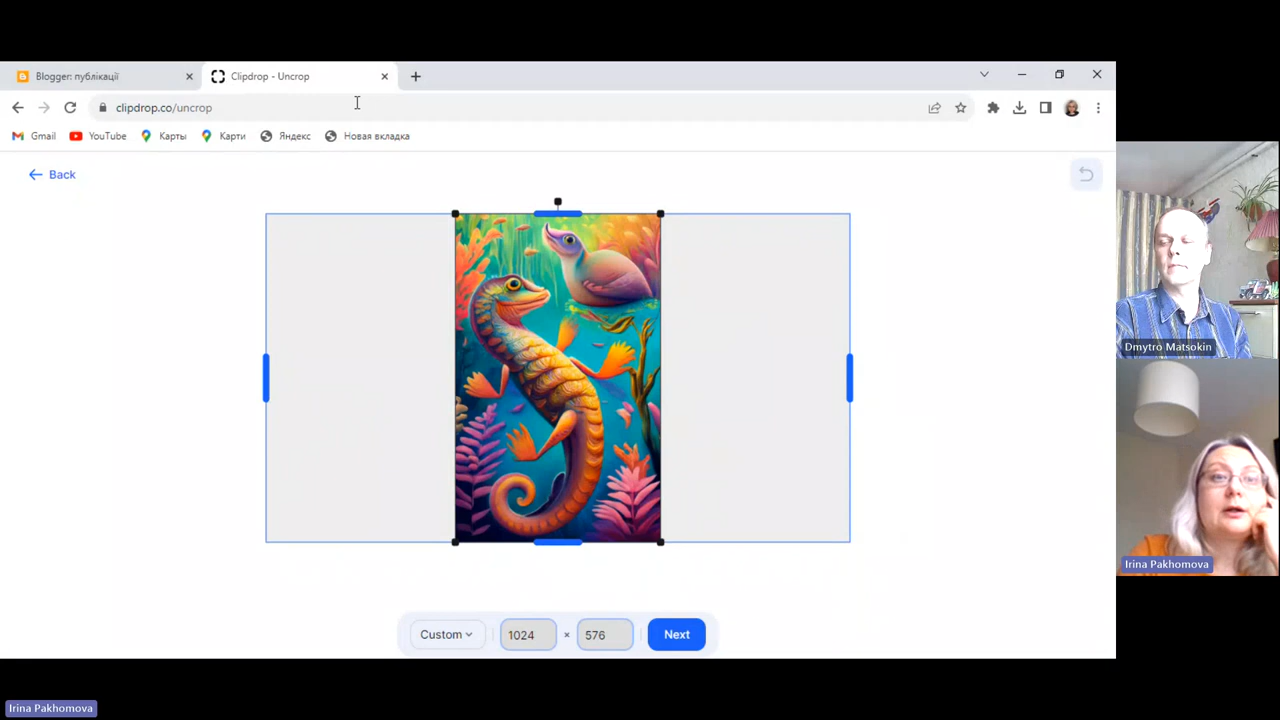 Blogger: публікації
Clipdrop - Uncrop
clipdrop.co/uncrop
Gmail YouTube Карты Карти Яндекс Новая вкладка
Back
Custom 1024 × 576 Next
Dmytro Matsokin
Irina Pakhomova
Irina Pakhomova